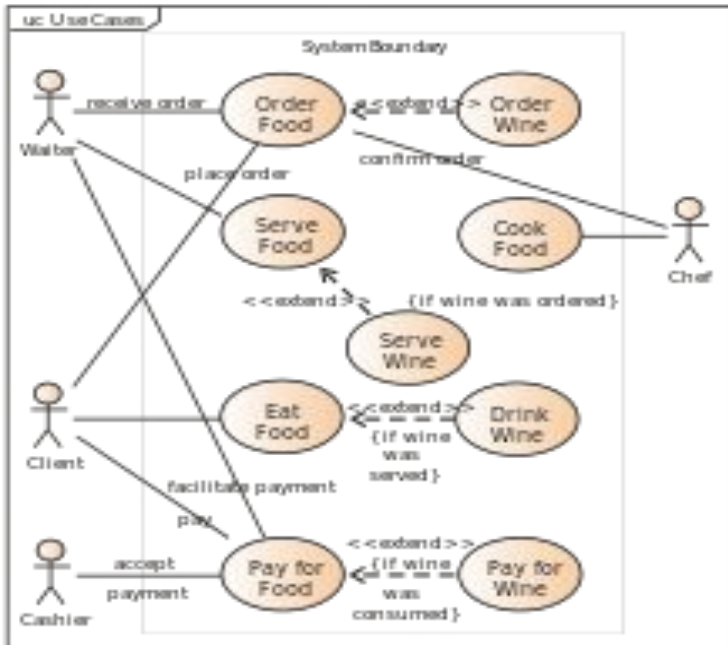 uc UseCases
SystemBoundary
Order
Food
Order
Wine
receive order
<<extend>>
Waiter
confirm order
place order
Serve
Food
Cook
Food
Chef
<<extend>>
{if wine was ordered}
Serve
Wine
Eat
Food
<<extend>>
Drink
Wine
{if wine
was
served}
Client
facilitate payment
pay
<<extend>>
accept
{if wine
Pay for
Food
Pay for
Wine
payment
was
consumed}
Cashier